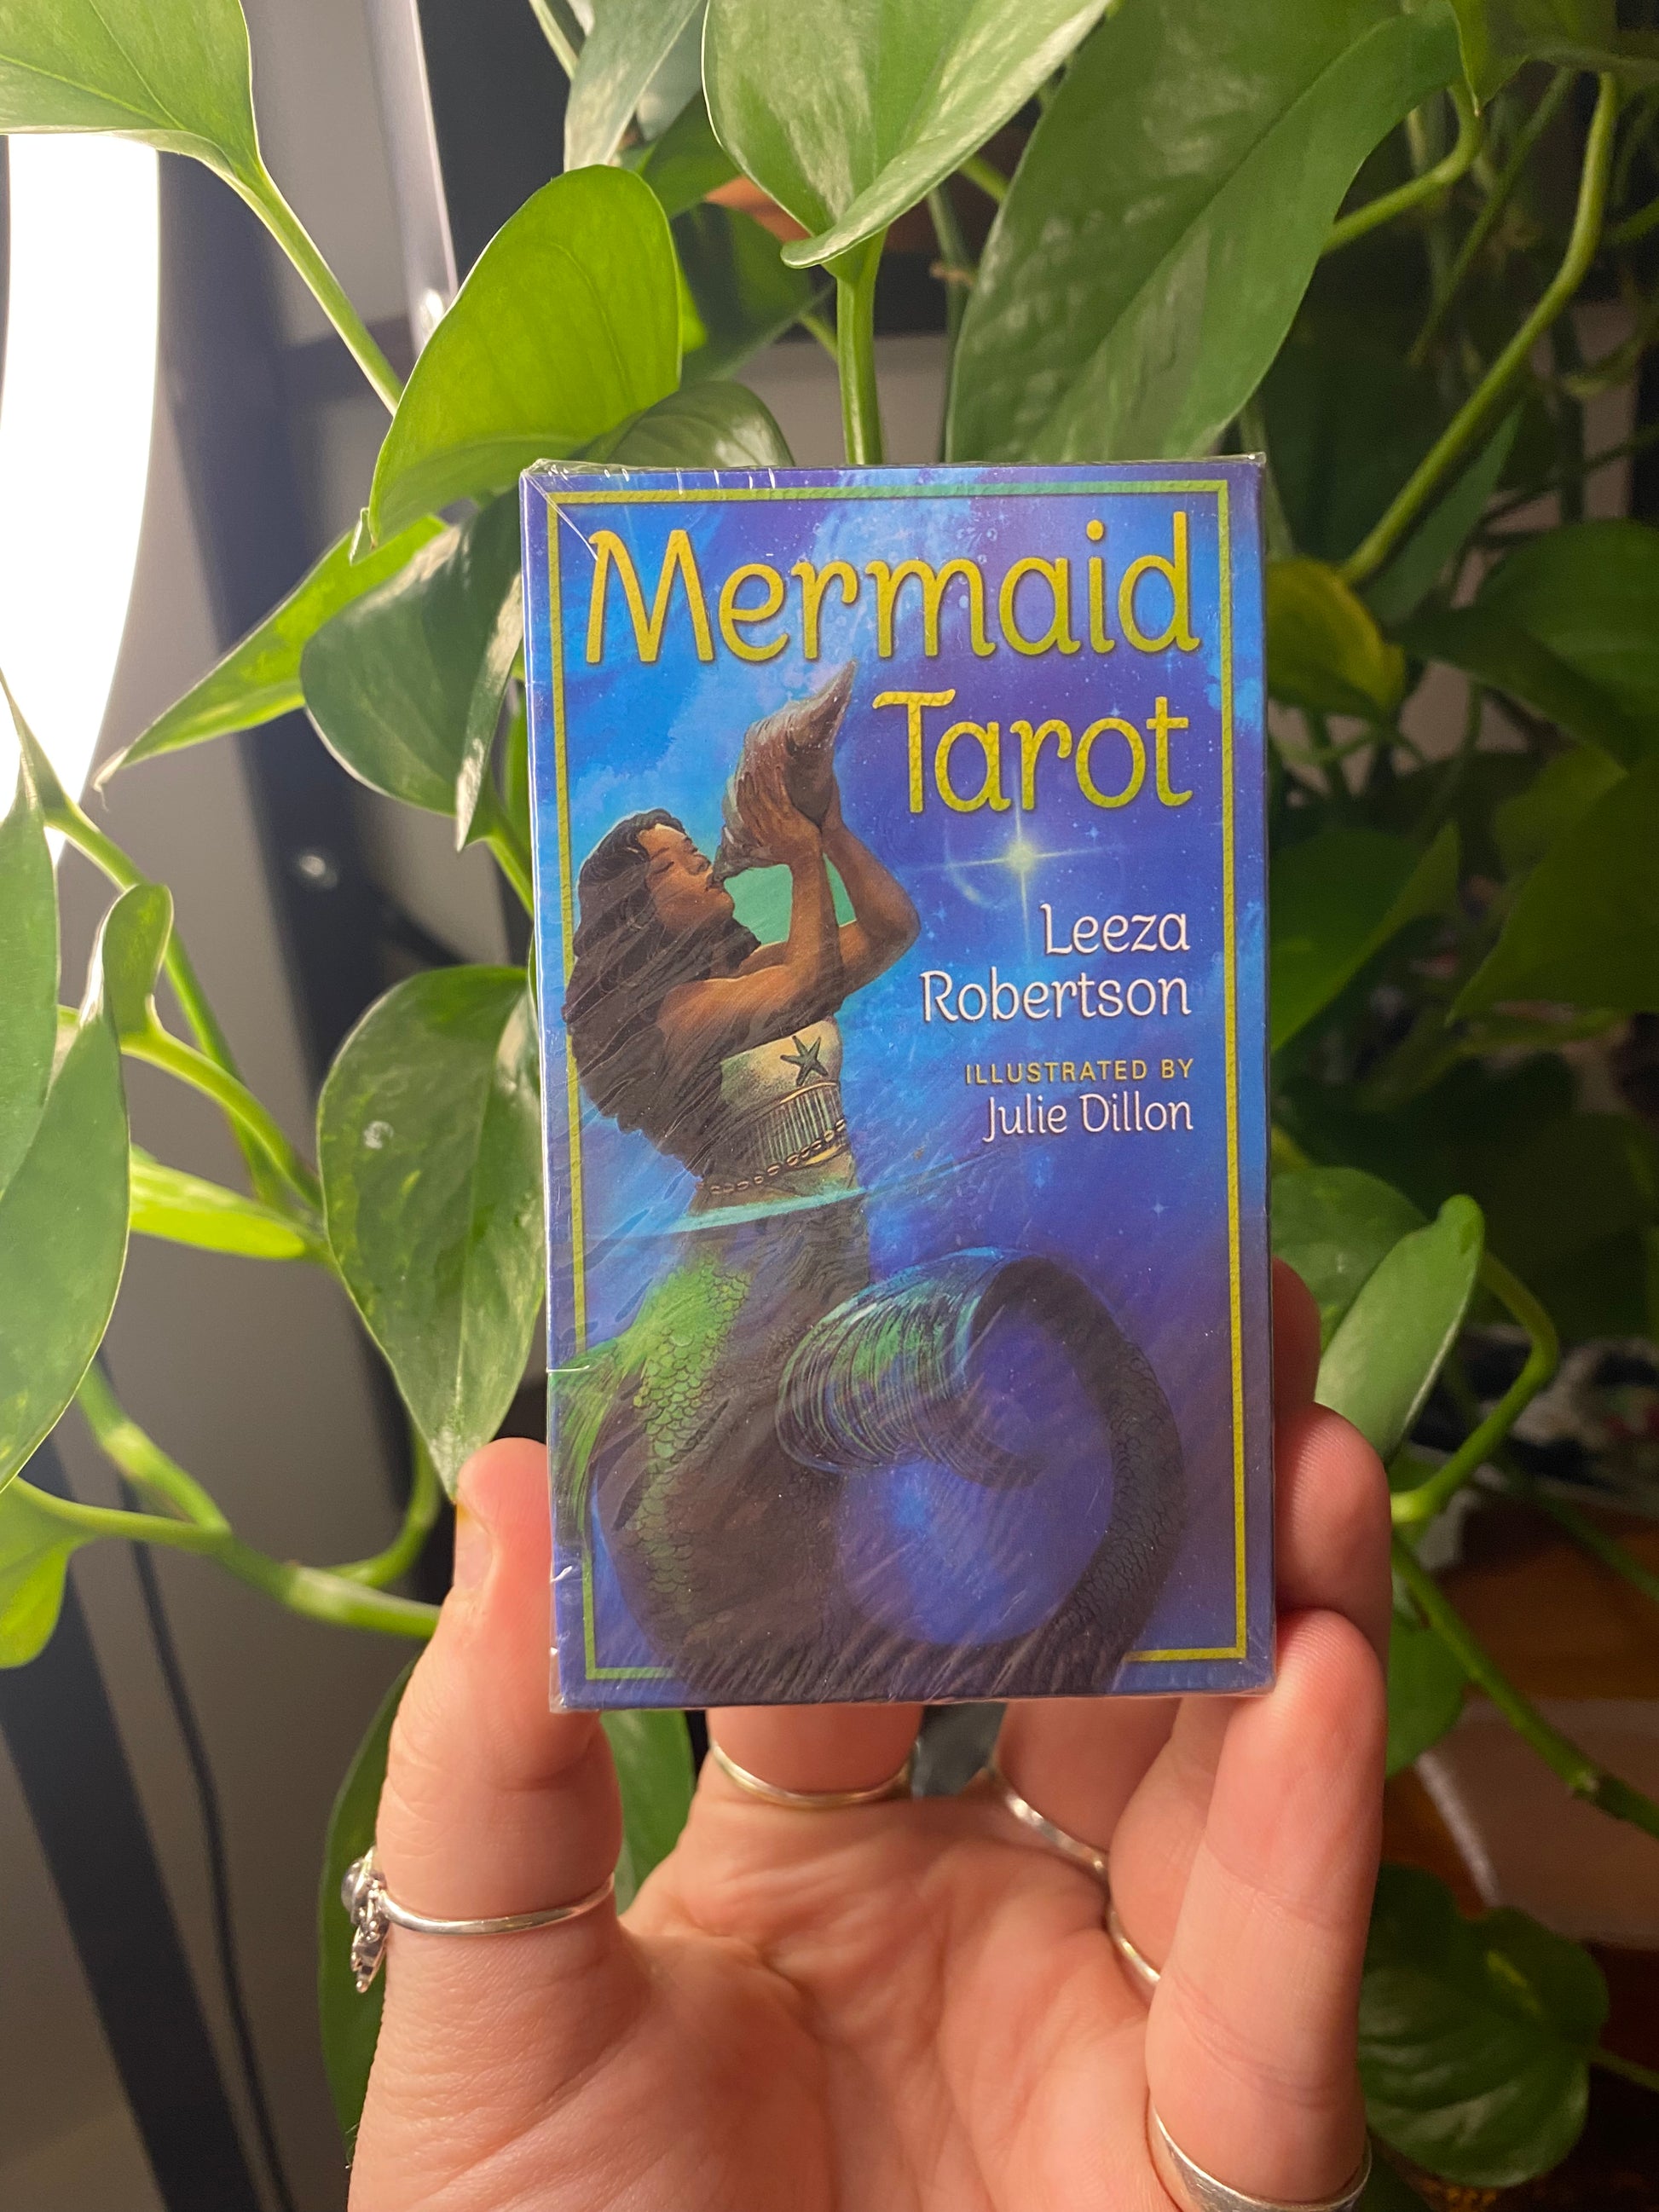 Mermaid
Tarot
Leeza
Robertson
ILLUSTRATED BY
Julie Dillon